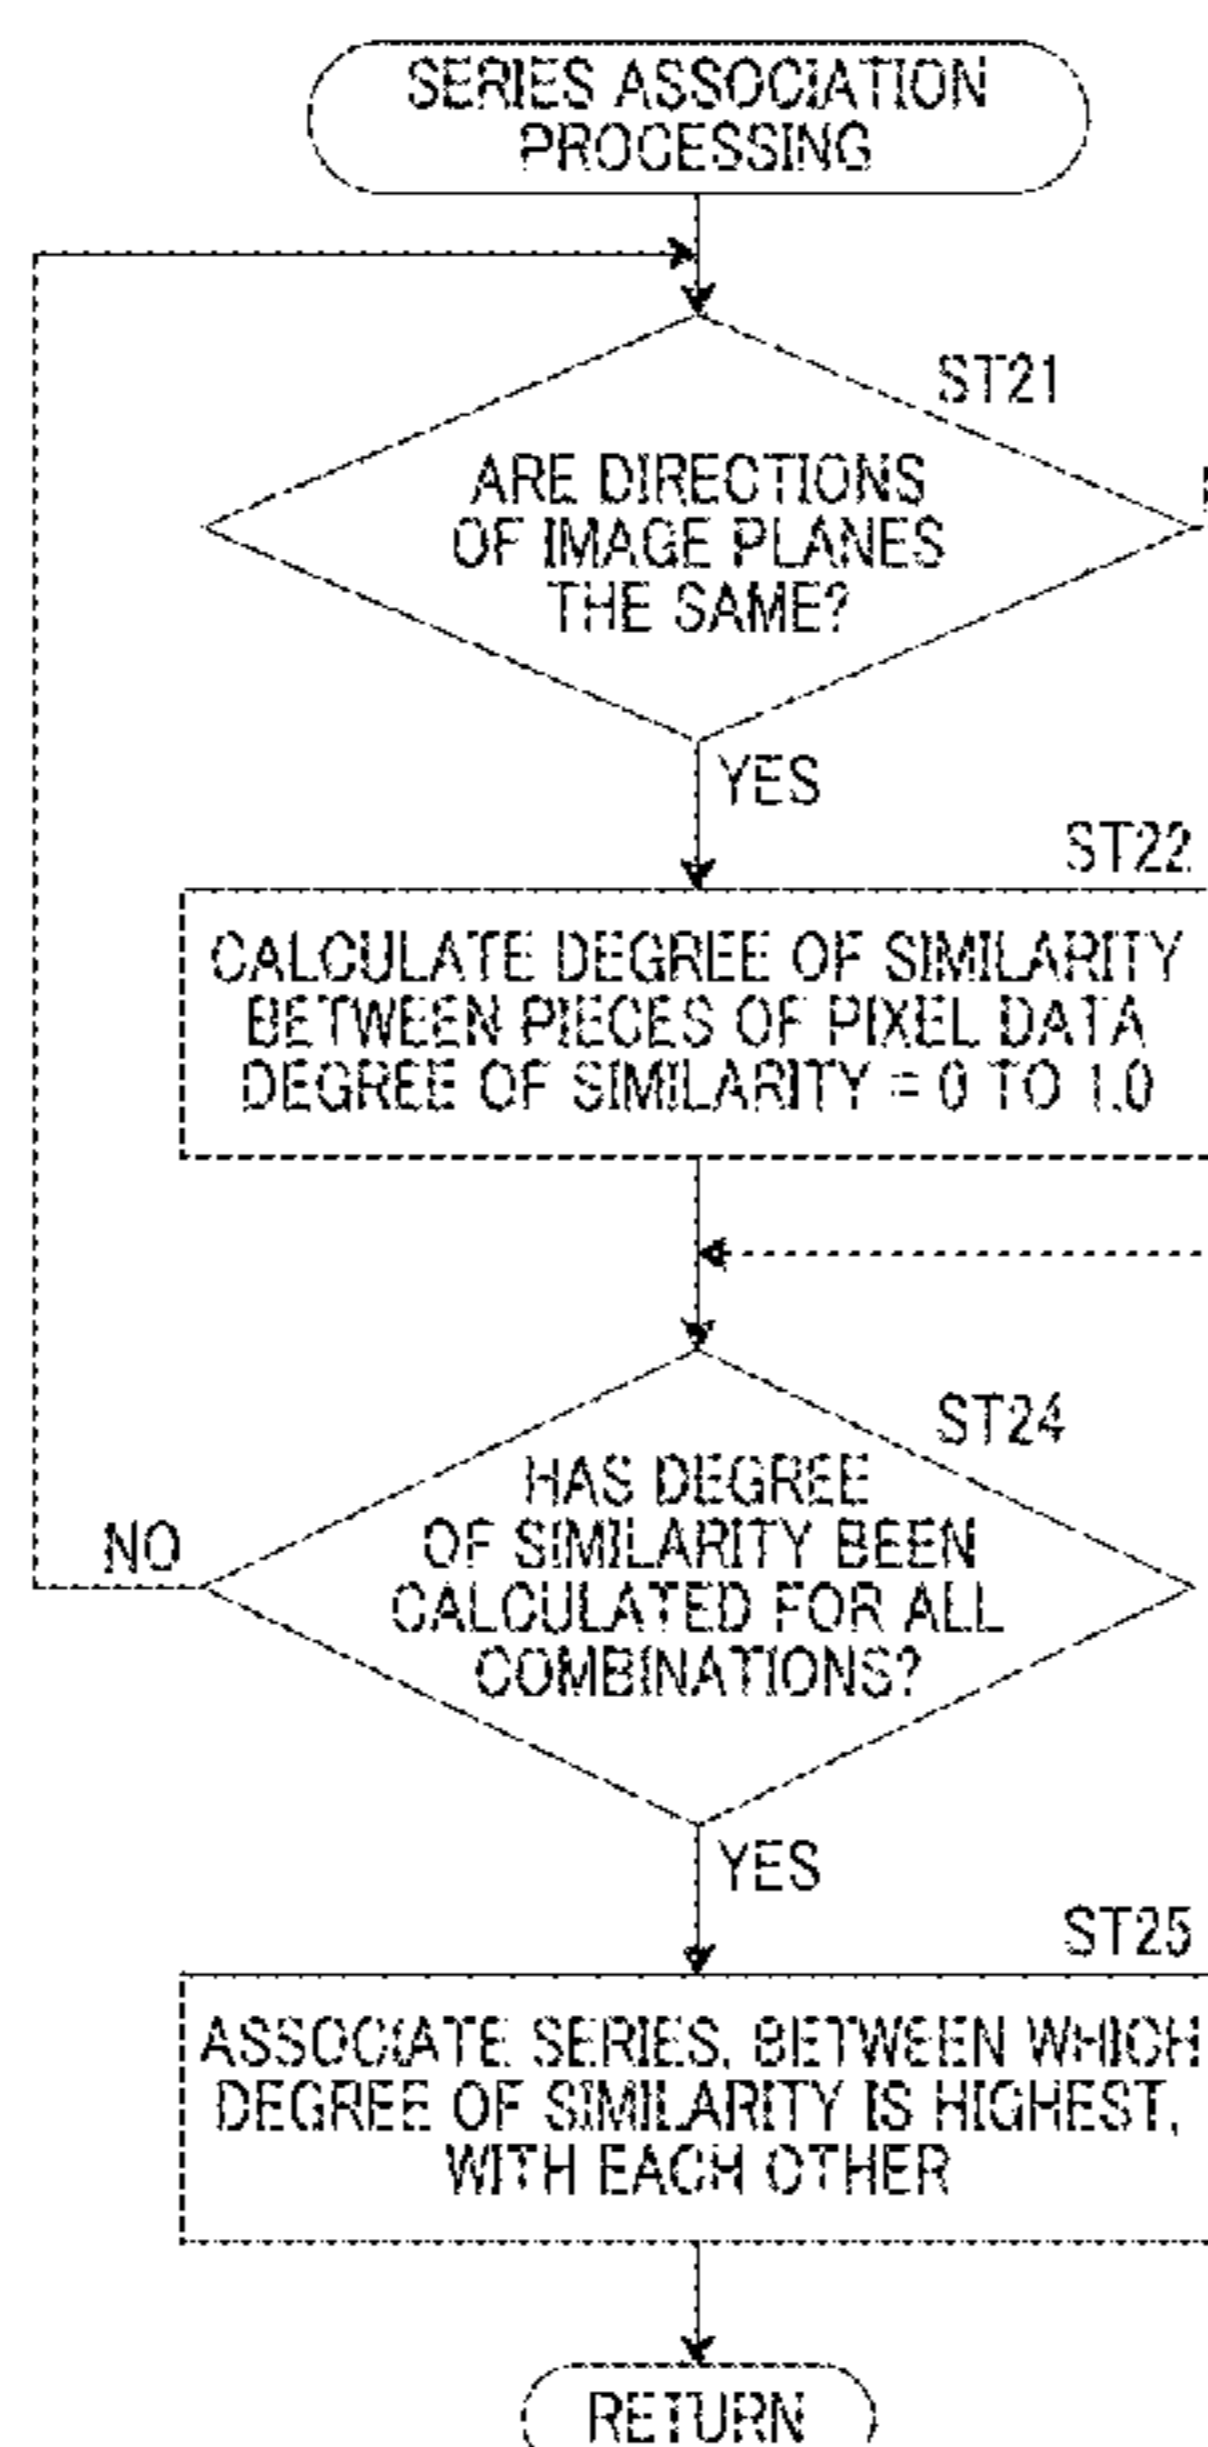 SERIES ASSOCIATION
PROCESSING
ST21
ARE DIRECTIONS
OF IMAGE PLANES
THE SAME?
YES
ST22
CALCULATE DEGREE OF SIMILARITY
BETWEEN PIECES OF PIXEL DATA
DEGREE OF SIMILARITY = 0 TO 1.0
ST24
HAS DEGREE
OF SIMILARITY BEEN
CALCULATED FOR ALL
COMBINATIONS?
NO
YES
ST25
ASSOCIATE SERIES, BETWEEN WHICH
DEGREE OF SIMILARITY IS HIGHEST,
WITH EACH OTHER
RETURN